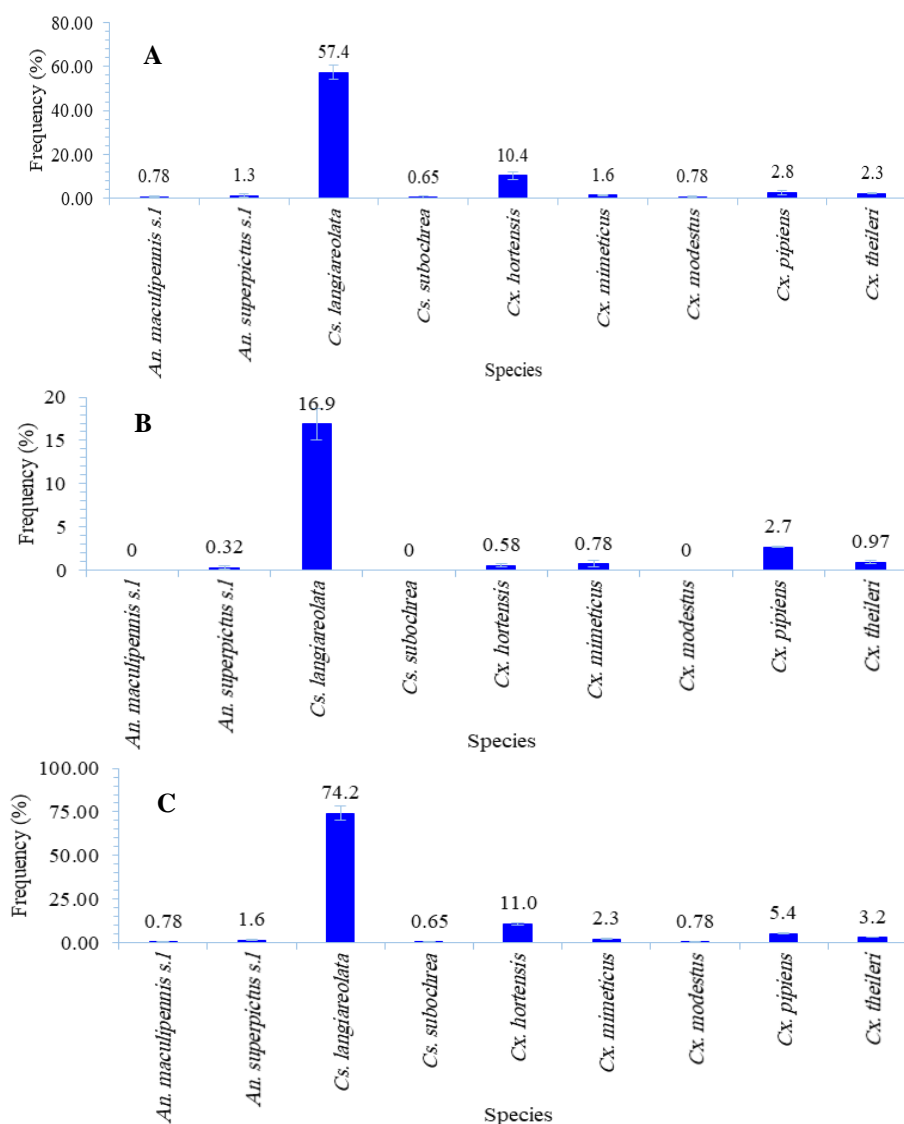 A
Frequency (%)
80.00
60.00
40.00
20.00
0.00
0.78
1.3
57.4
0.65
10.4
1.6
0.78
2.8
2.3
An. maculipennis s.l
An. superpictus s.l
Cs. langiareolata
Cs. subochrea
Cx. hortensis
Cx. mimeticus
Cx. modestus
Cx. pipiens
Cx. theileri
Species
B
Frequency (%)
20
15
10
5
0
0
0.32
16.9
0
0.58
0.78
0
2.7
0.97
An. maculipennis s.l
An. superpictus s.l
Cs. langiareolata
Cs. subochrea
Cx. hortensis
Cx. mimeticus
Cx. modestus
Cx. pipiens
Cx. theileri
Species
C
Frequency (%)
100.00
75.00
50.00
25.00
0.00
0.78
1.6
74.2
0.65
11.0
2.3
0.78
5.4
3.2
An. maculipennis s.l
An. superpictus s.l
Cs. langiareolata
Cs. subochrea
Cx. hortensis
Cx. mimeticus
Cx. modestus
Cx. pipiens
Cx. theileri
Species